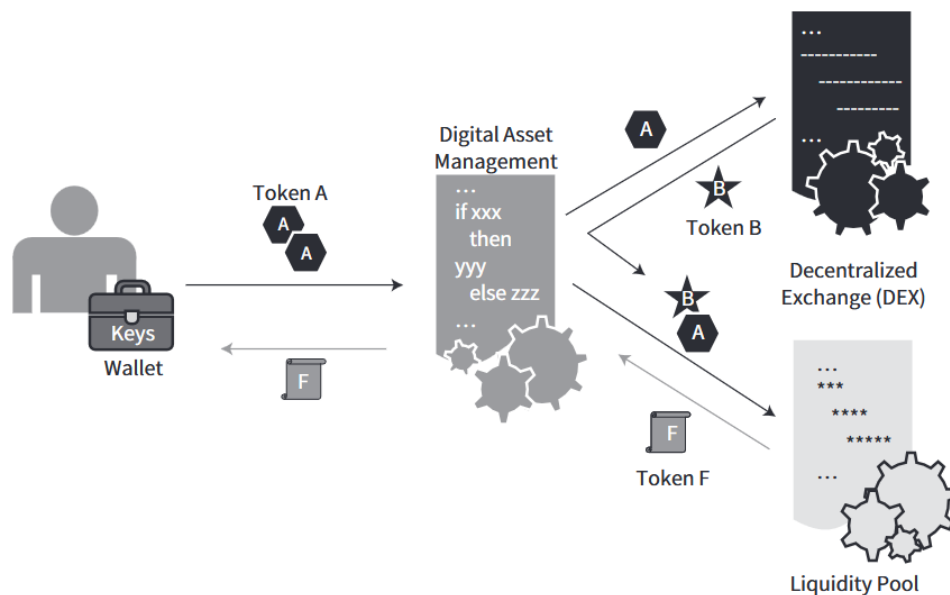 Digital Asset
Management
...
if xxx
then
yyy
else zzz
...
Token A
A
A
Keys
Wallet
F
A
B
Token B
B
A
F
Token F
...
-----------
------------
---------
...
Decentralized
Exchange (DEX)
...
***
****
*****
...
Liquidity Pool